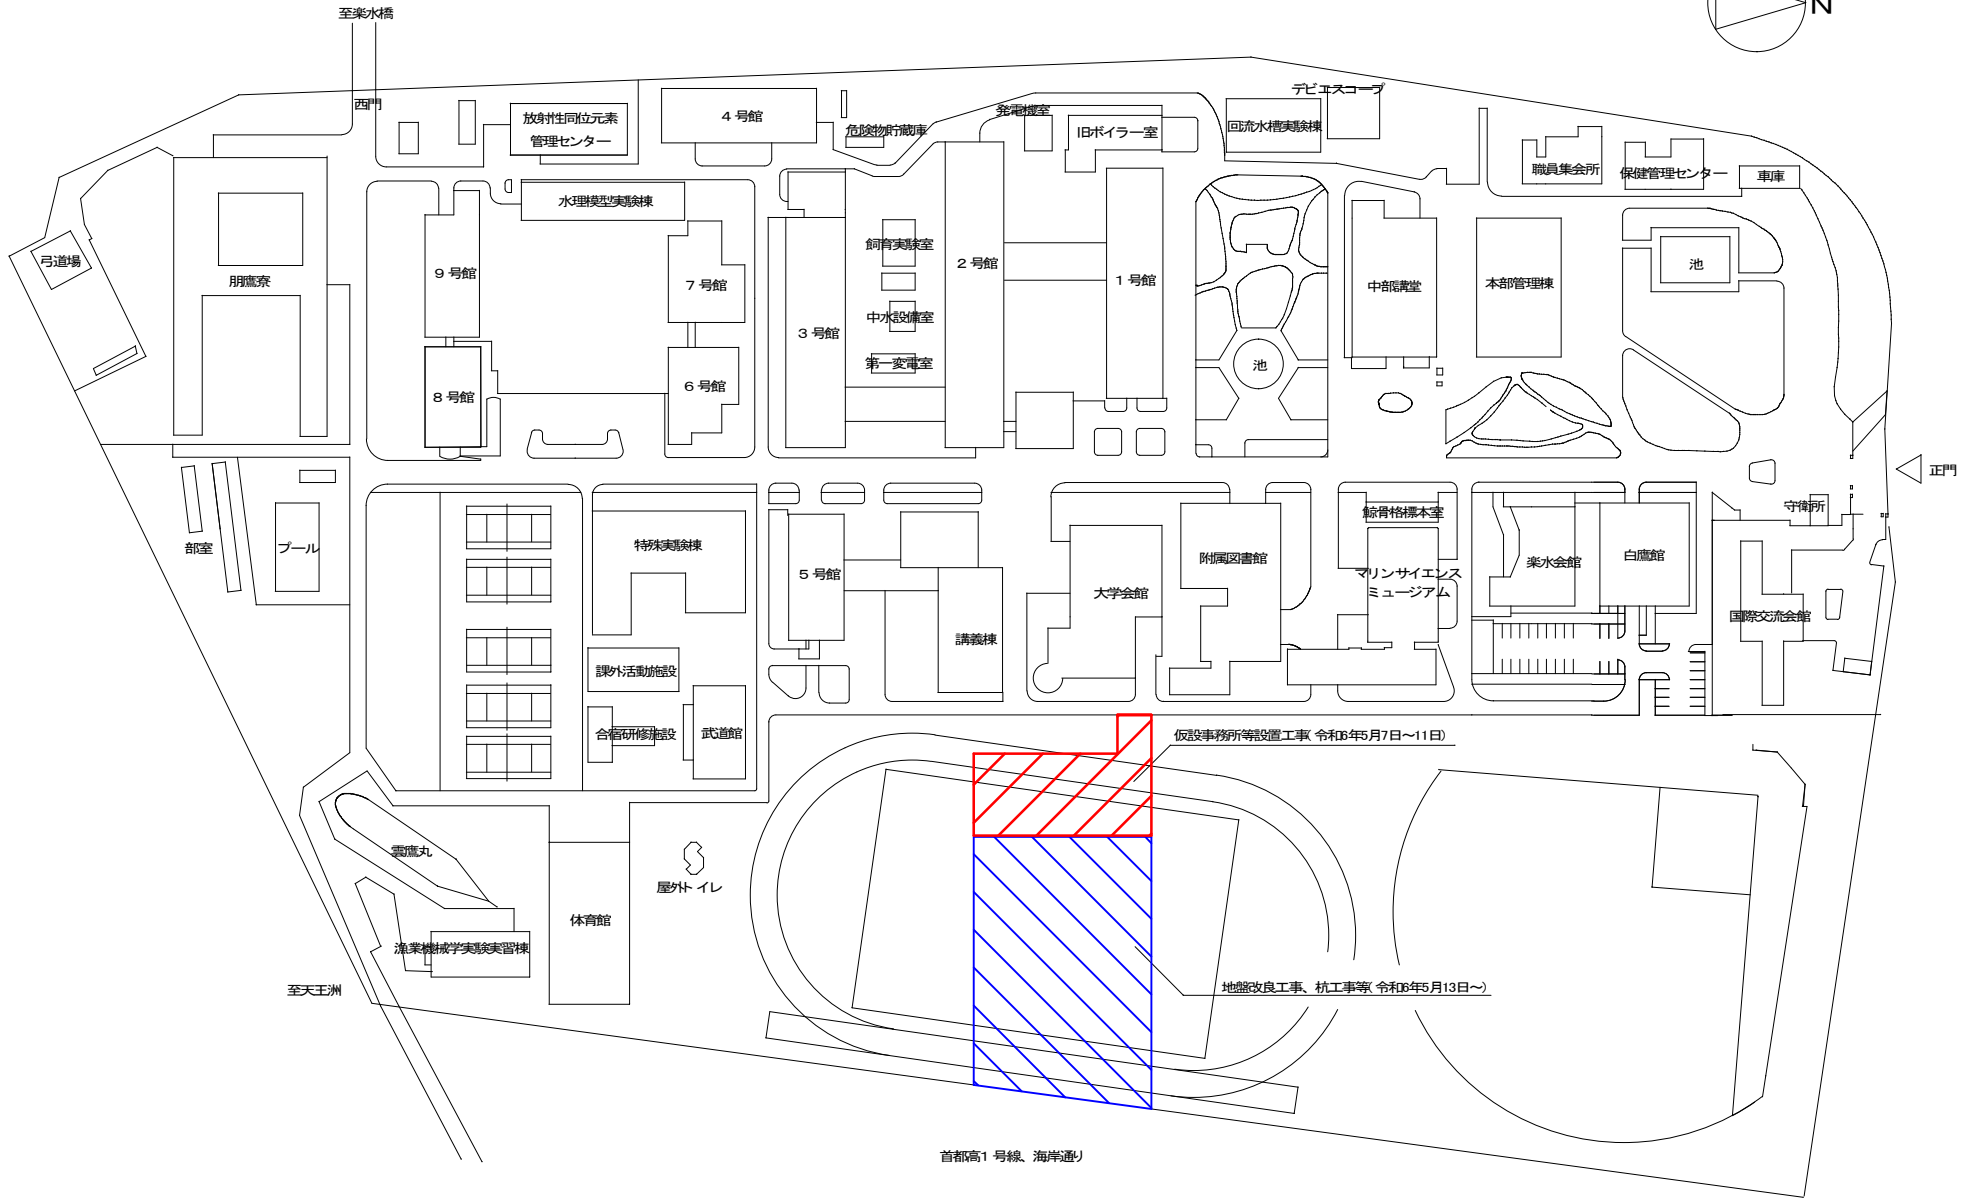 N
至楽水橋
西門
放射性同位元素
管理センター
4 号館
危険物貯蔵庫
発電機室
旧ボイラー室
デビエスコープ
回流水槽実験棟
職員集会所
保健管理センター
車庫
水理模型実験棟
弓道場
朋鷹寮
9 号館
7 号館
飼育実験室
2 号館
1 号館
中部講堂
本部管理棟
池
中水設備室
3 号館
第一変電室
池
8 号館
6 号館
正門
守衛所
部室
プール
特殊実験棟
5 号館
大学会館
附属図書館
鯨骨格標本室
マリンサイエンス
ミュージアム
楽水会館
白鷹館
国際交流会館
講義棟
課外活動施設
合宿研修施設
武道館
仮設事務所等設置工事( 令和6年5月7日～11日)
雲鷹丸
屋外ト イレ
体育館
漁業機械学実験実習棟
至天王洲
地盤改良工事、杭工事等( 令和6年5月13日～)
首都高1 号線、海岸通り